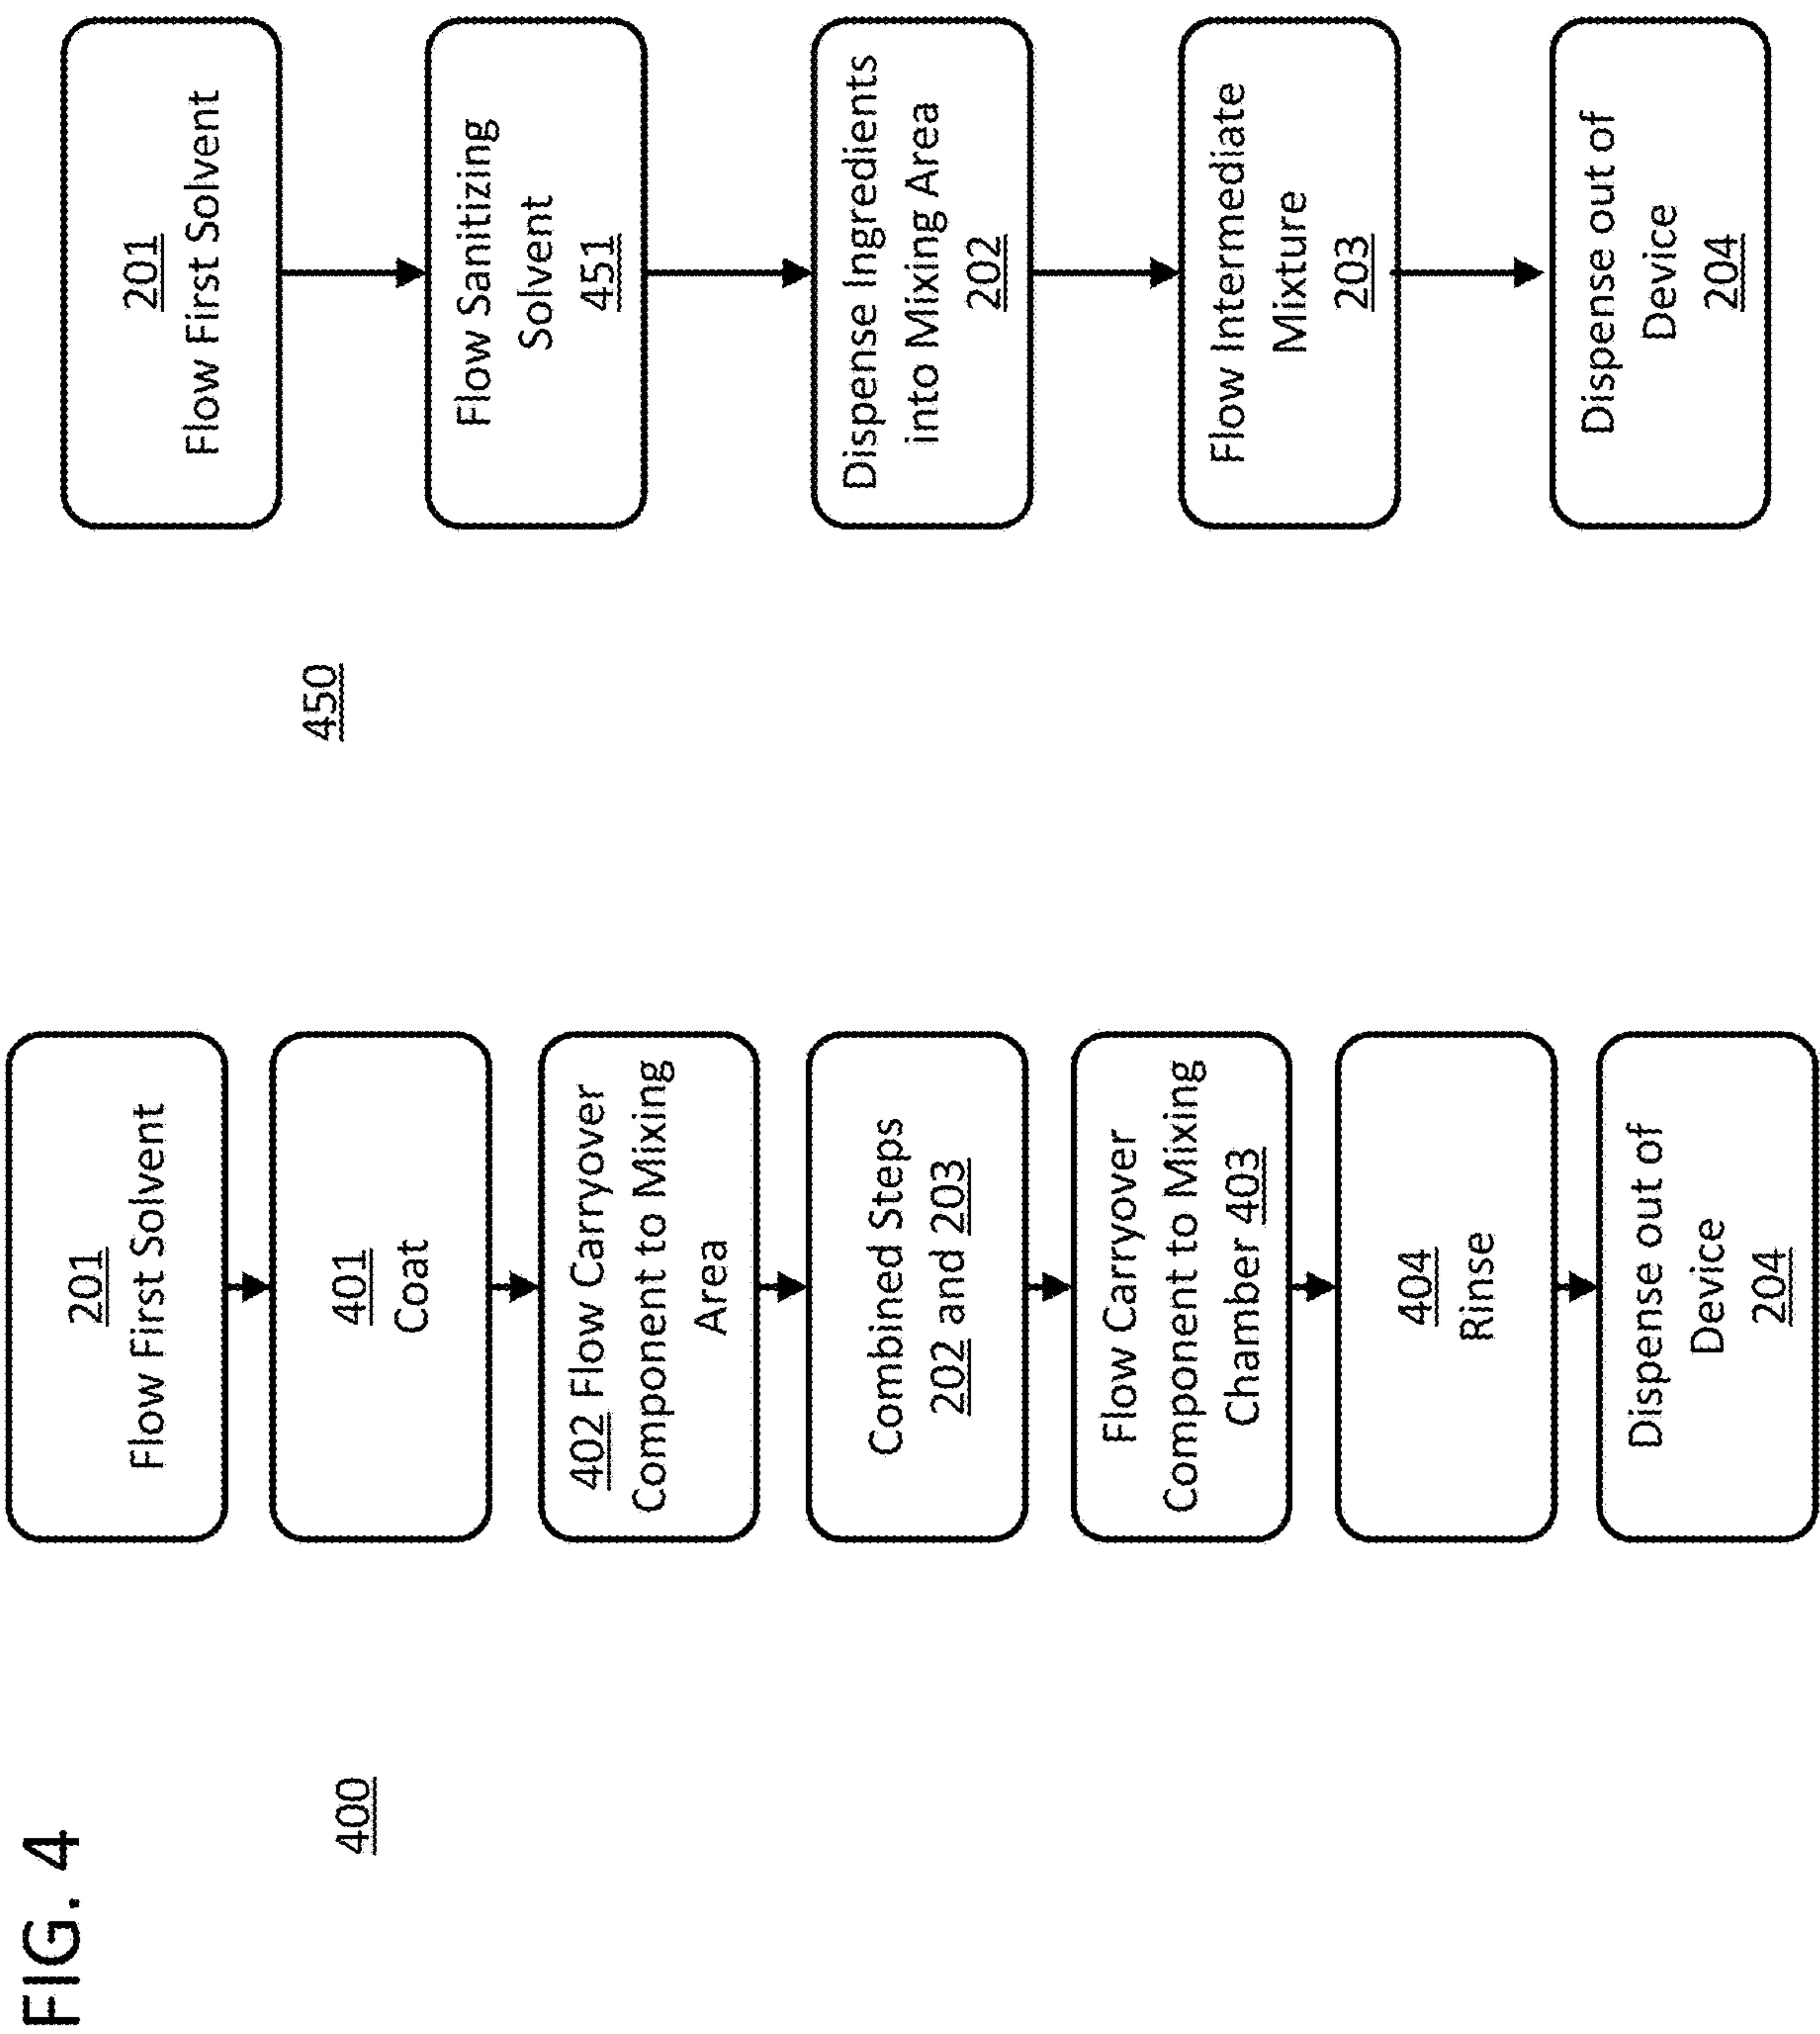 FIG. 4
400
201
Flow First Solvent
401
Coat
402 Flow Carryover
Component to Mixing
Area
Combined Steps
202 and 203
Flow Carryover
Component to Mixing
Chamber 403
404
Rinse
Dispense out of
Device
204
450
201
Flow First Solvent
Flow Sanitizing
Solvent
451
Dispense Ingredients
into Mixing Area
202
Flow Intermediate
Mixture
203
Dispense out of
Device
204